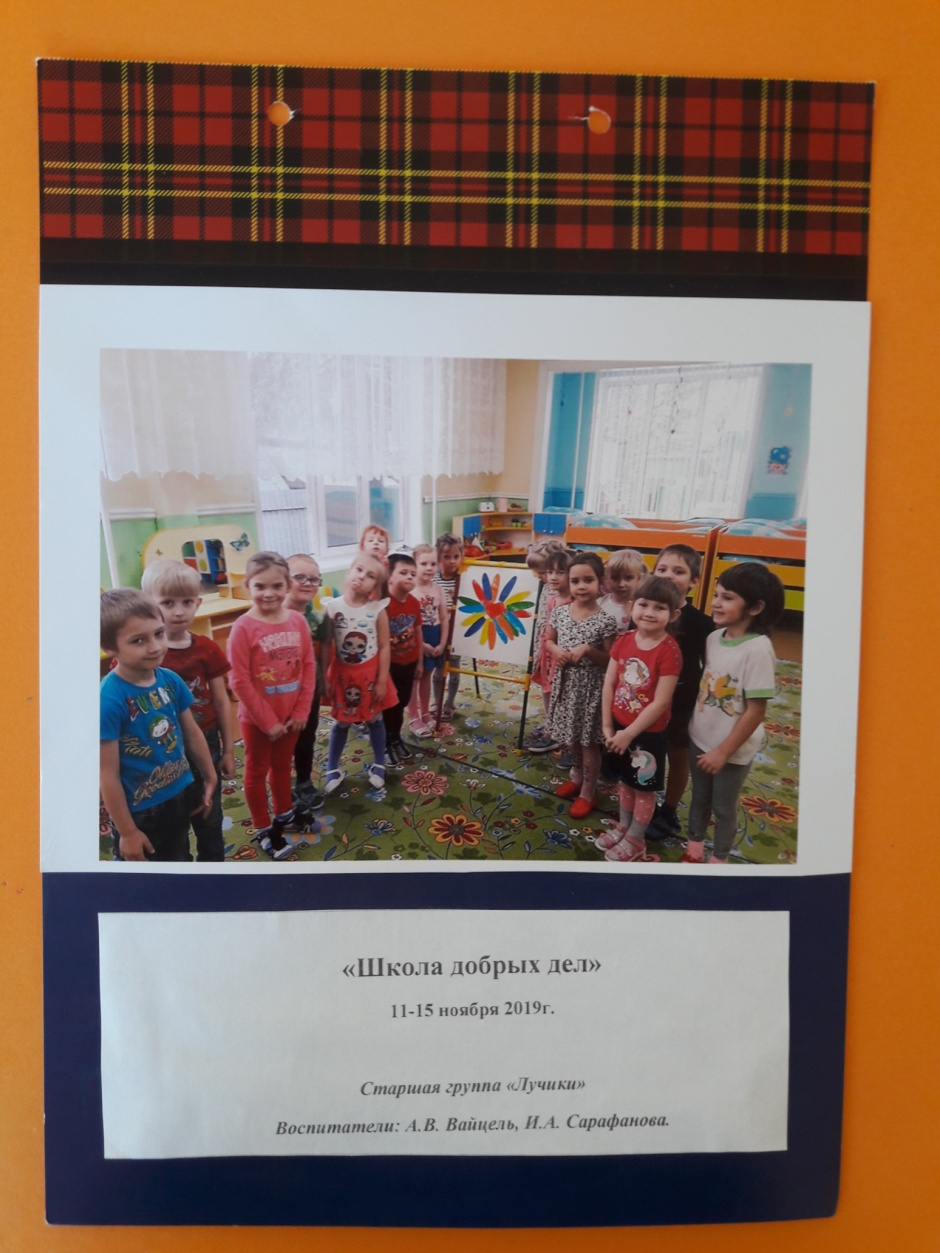 «Школа добрых дел»
11-15 ноября 2019г.
Старшая группа «Лучики»
Воспитатели: А.В. Вайцель, И.А. Сарафанова.